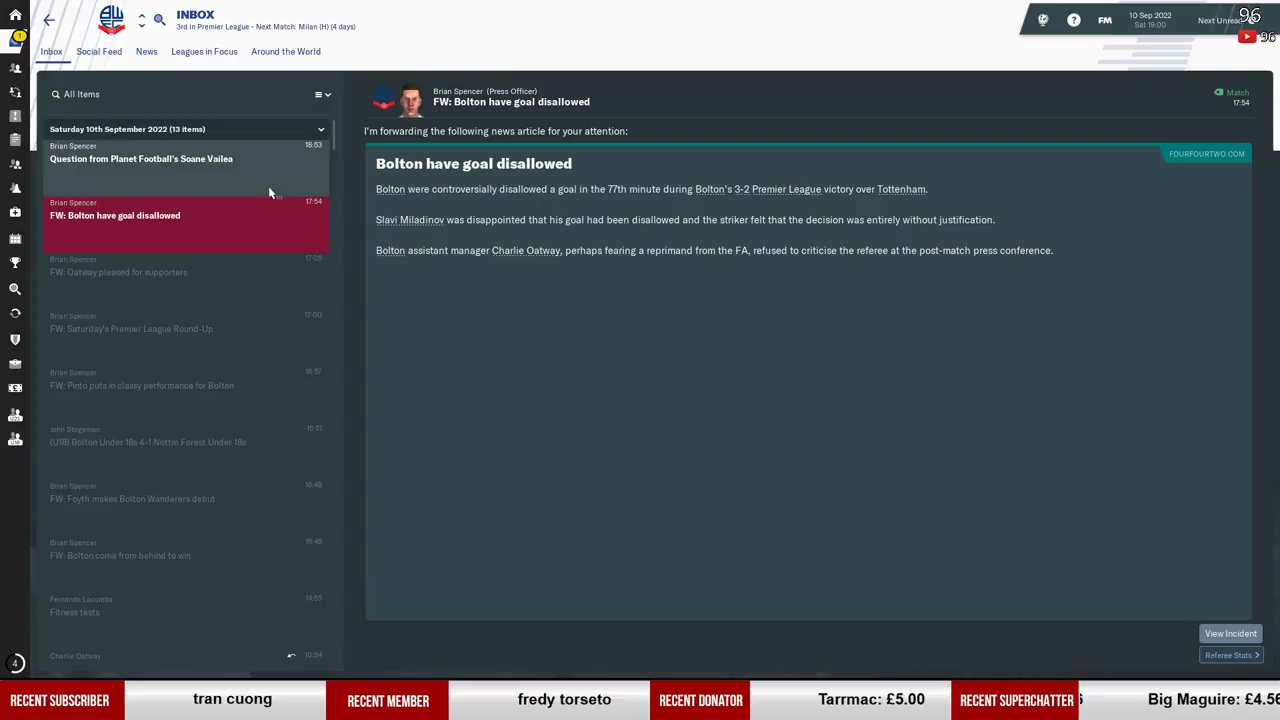 INBOX
3rd in Premier League - Next Match: Milan (H) (4 days)
FM
10 Sep 2022
Sat 19:00
Next Unrea
96
96
Inbox
Social Feed
News
Leagues in Focus
Around the World
All Items
Saturday 10th September 2022 (13 items)
Brian Spencer
18:53
Question from Planet Football's Soane Vailea
Brian Spencer
17:54
FW: Bolton have goal disallowed
Brian Spencer
17:05
FW: Oatway pleased for supporters
Brian Spencer
17:00
FW: Saturday's Premier League Round-Up
Brian Spencer
16:57
FW: Pinto puts in classy performance for Bolton
John Stegeman
16:51
(U18) Bolton Under 18s 4-1 Nottm Forest Under 18s
Brian Spencer
16:48
FW: Foyth makes Bolton Wanderers debut
Brian Spencer
16:48
FW: Bolton come from behind to win
Fernando Lacomba
14:55
Fitness tests
Charlie Oatway
10:54
Brian Spencer (Press Officer)
FW: Bolton have goal disallowed
Match
17:54
I'm forwarding the following news article for your attention:
Bolton have goal disallowed
FOURFOURTWO.COM
Bolton were controversially disallowed a goal in the 77th minute during Bolton's 3-2 Premier League victory over Tottenham.
Slavi Miladinov was disappointed that his goal had been disallowed and the striker felt that the decision was entirely without justification.
Bolton assistant manager Charlie Oatway, perhaps fearing a reprimand from the FA, refused to criticise the referee at the post-match press conference.
View Incident
Referee Stats
1
4
RECENT SUBSCRIBER
tran cuong
RECENT MEMBER
fredy torseto
RECENT DONATOR
Tarrmac: £5.00
RECENT SUPERCHATTER
Big Maguire: £4.56